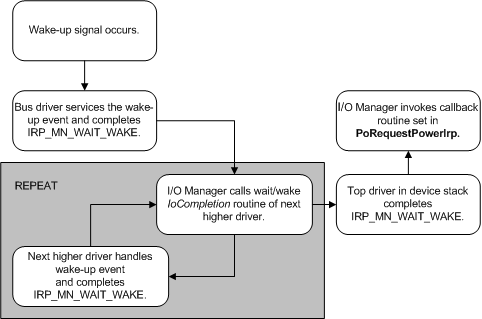 Wake-up signal occurs.
Bus driver services the wake-
up event and completes
IRP_MN_WAIT_WAKE.
I/O Manager invokes callback
routine set in
PoRequestPowerIrp.
REPEAT
I/O Manager calls wait/wake
IoCompletion routine of next
higher driver.
Top driver in device stack
completes
IRP_MN_WAIT_WAKE.
Next higher driver handles
wake-up event
and completes
IRP_MN_WAIT_WAKE.